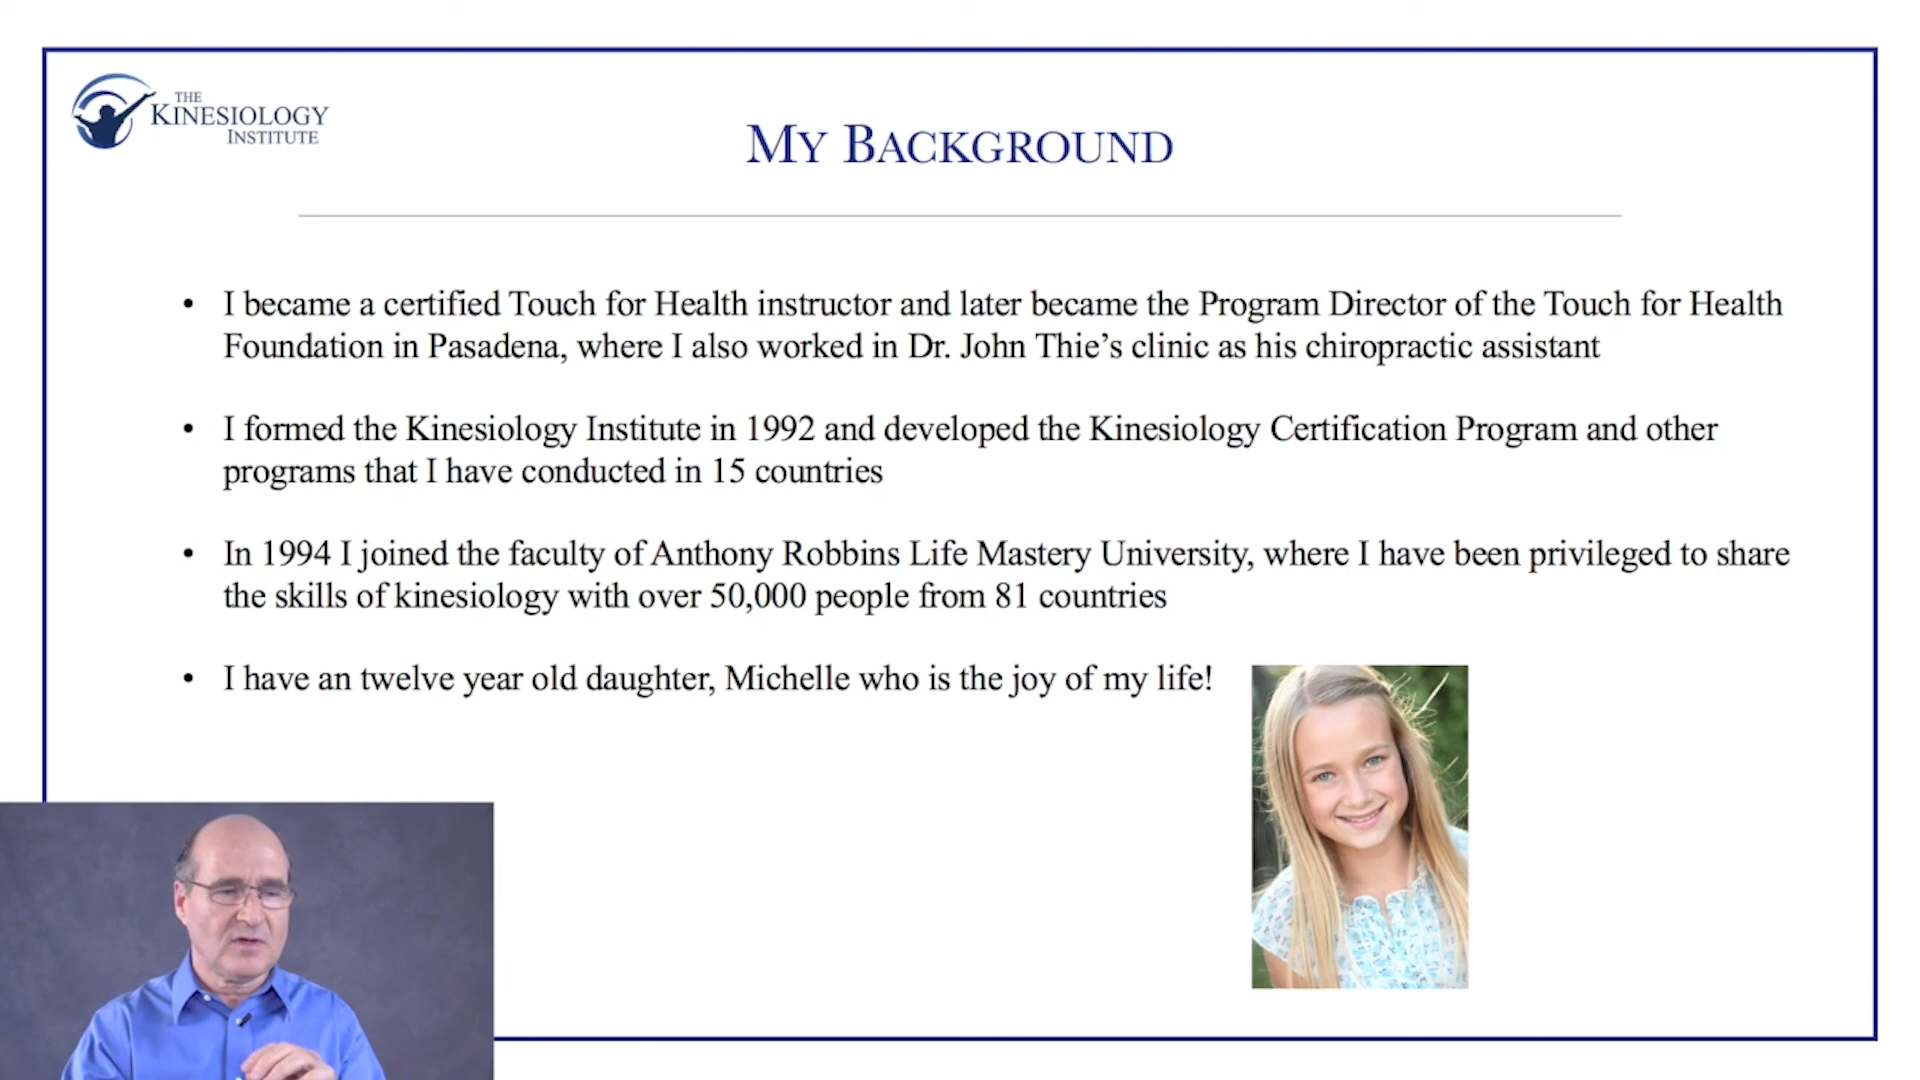 THE
KINESIOLOGY
INSTITUTE
MY BACKGROUND
• I became a certified Touch for Health instructor and later became the Program Director of the Touch for Health
Foundation in Pasadena, where I also worked in Dr. John Thie’s clinic as his chiropractic assistant
• I formed the Kinesiology Institute in 1992 and developed the Kinesiology Certification Program and other
programs that I have conducted in 15 countries
• In 1994 I joined the faculty of Anthony Robbins Life Mastery University, where I have been privileged to share
the skills of kinesiology with over 50,000 people from 81 countries
• I have an twelve year old daughter, Michelle who is the joy of my life!